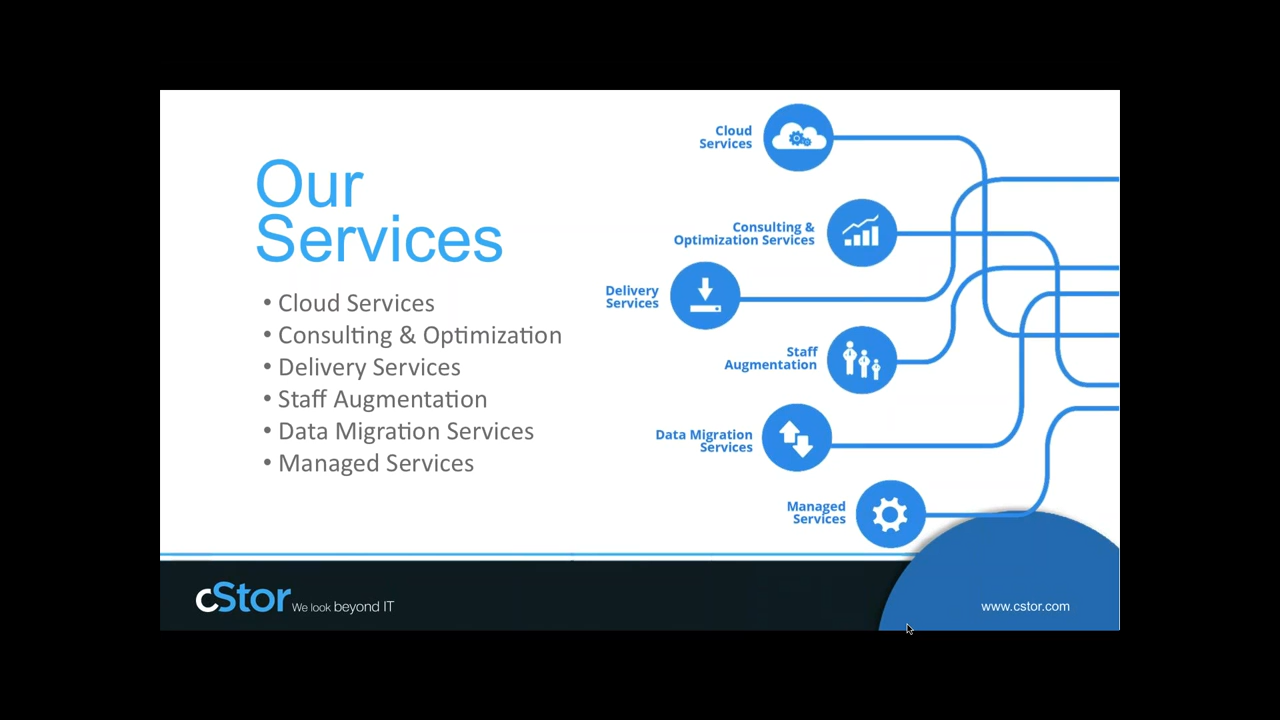 Our
Services
• Cloud Services
• Consulting & Optimization
• Delivery Services
• Staff Augmentation
• Data Migration Services
• Managed Services
Cloud
Services
Consulting &
Optimization Services
Delivery
Services
Staff
Augmentation
Data Migration
Services
Managed
Services
cStor We look beyond IT
www.cstor.com